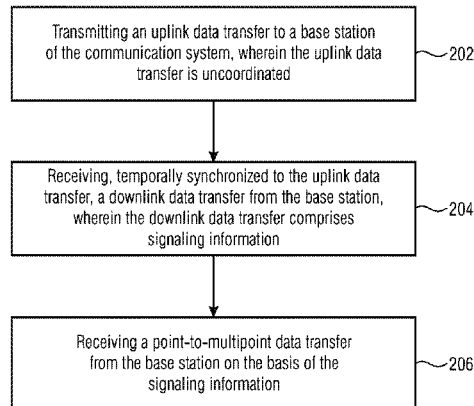 Transmitting an uplink data transfer to a base station
of the communication system, wherein the uplink data
transfer is uncoordinated
202
Receiving, temporally synchronized to the uplink data
transfer, a downlink data transfer from the base station,
wherein the downlink data transfer comprises
signaling information
204
Receiving a point-to-multipoint data transfer
from the base station on the basis of the
signaling information
206